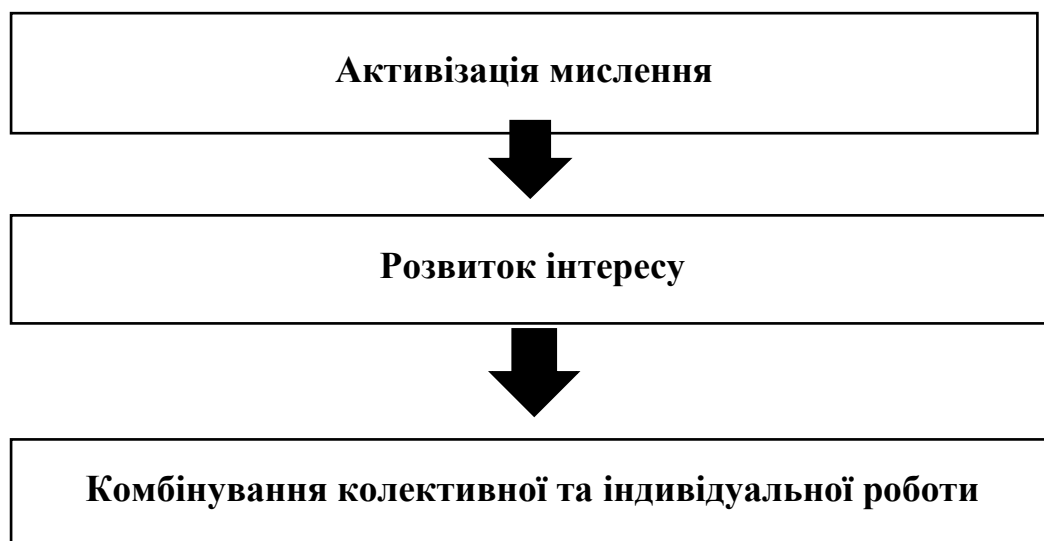 Активізація мислення
Розвиток інтересу
Комбінування колективної та індивідуальної роботи